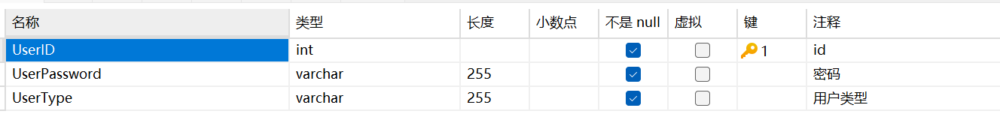 名称 类型 长度 小数点 不是 null 虚拟 键 注释
UserID int 1 id
UserPassword varchar 255 密码
UserType varchar 255 用户类型